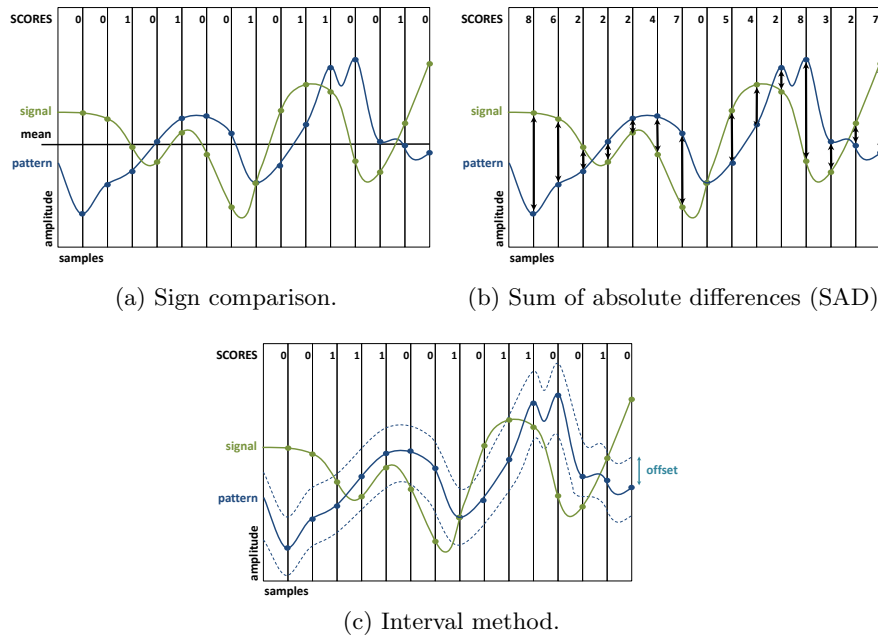 SCORES 0 0 1 0 1 0 0 1 0 1 1 0 0 1 0
signal
mean
pattern
amplitude
samples
(a) Sign comparison.
SCORES 8 6 2 2 2 4 7 0 5 4 2 8 3 2 7
signal
pattern
amplitude
samples
(b) Sum of absolute differences (SAD)
SCORES 0 0 1 1 1 0 0 1 0 1 1 0 0 1 0
signal
offset
pattern
amplitude
samples
(c) Interval method.